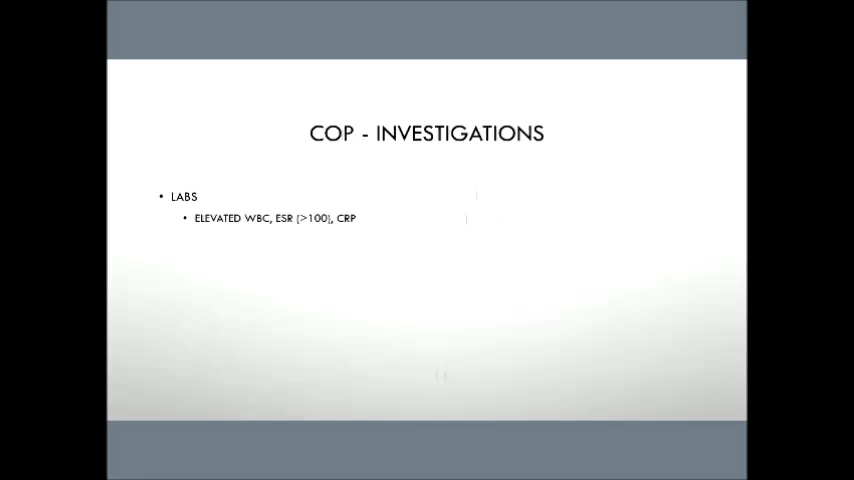 COP - INVESTIGATIONS
• LABS
• ELEVATED WBC, ESR (>100), CRP